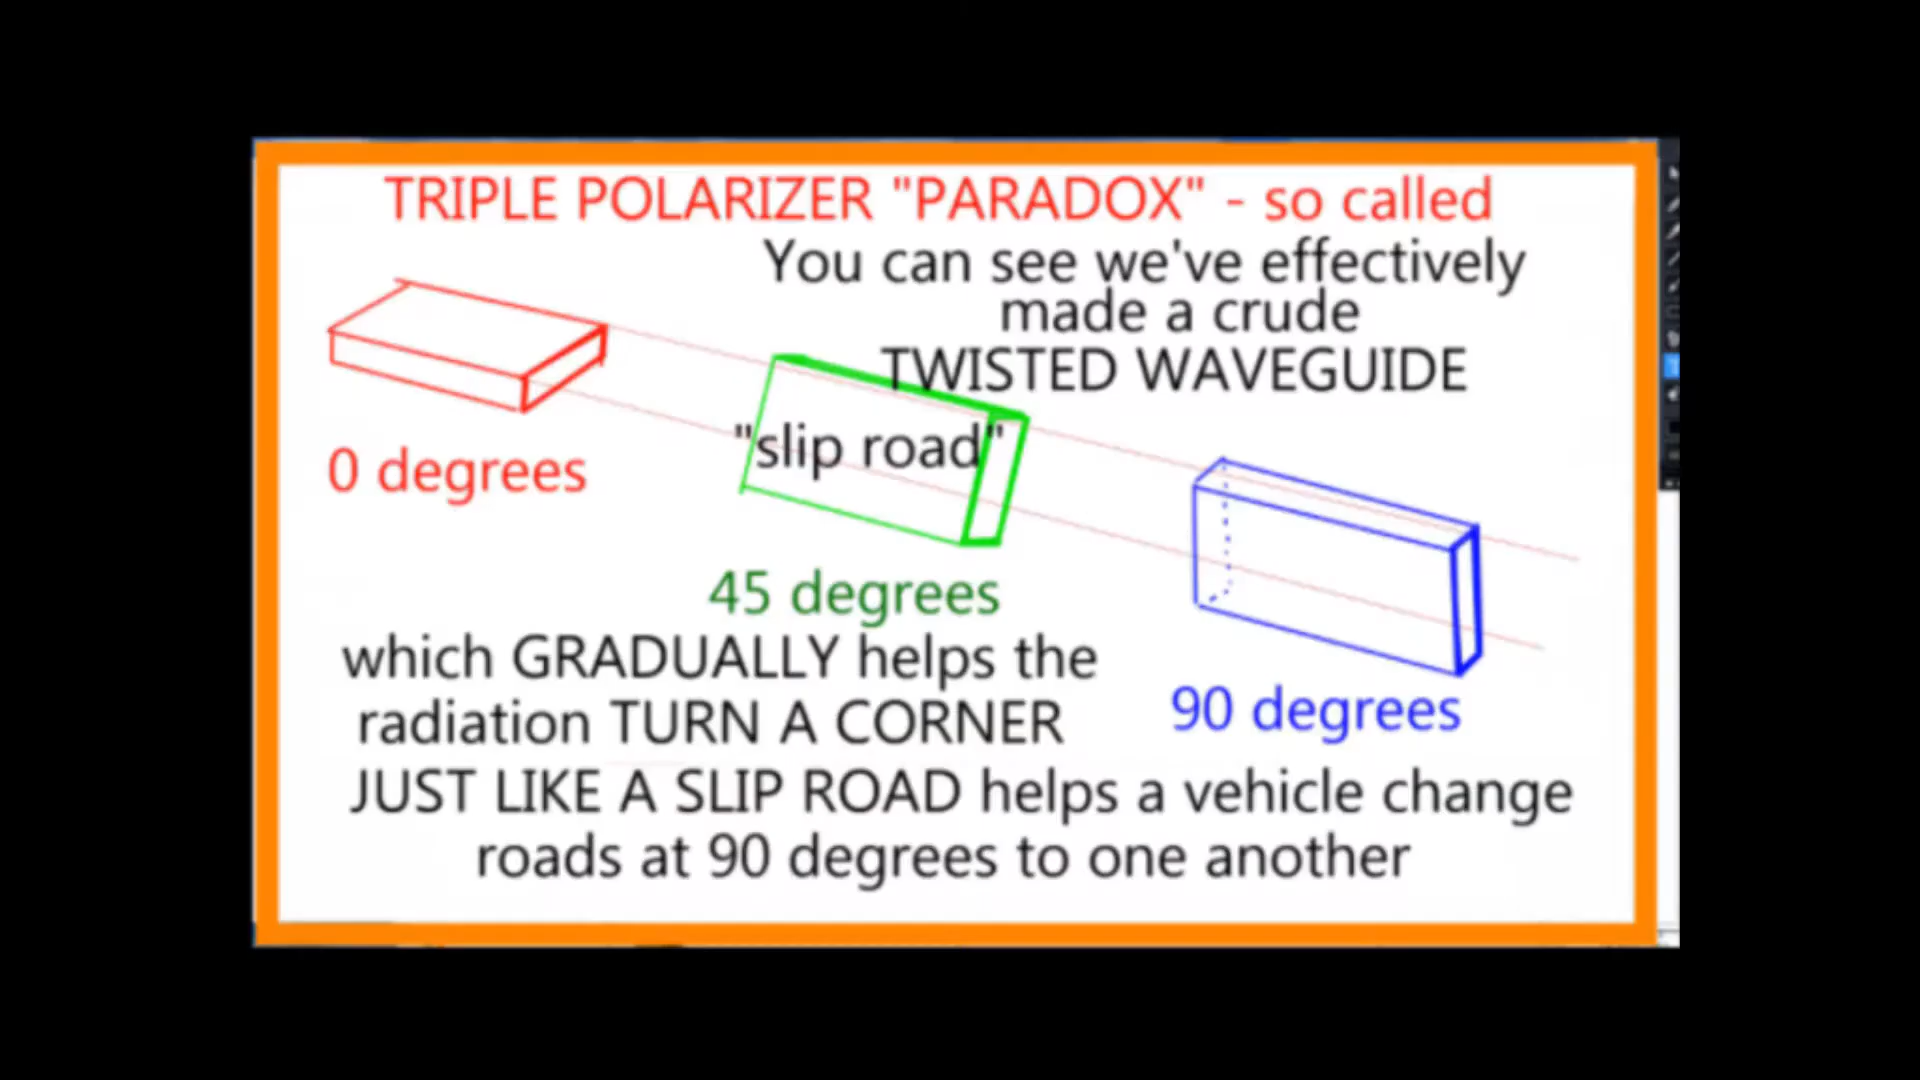 TRIPLE POLARIZER "PARADOX" - so called
You can see we've effectively
made a crude
TWISTED WAVEGUIDE
"slip road"
0 degrees
45 degrees
which GRADUALLY helps the
radiation TURN A CORNER
90 degrees
JUST LIKE A SLIP ROAD helps a vehicle change
roads at 90 degrees to one another